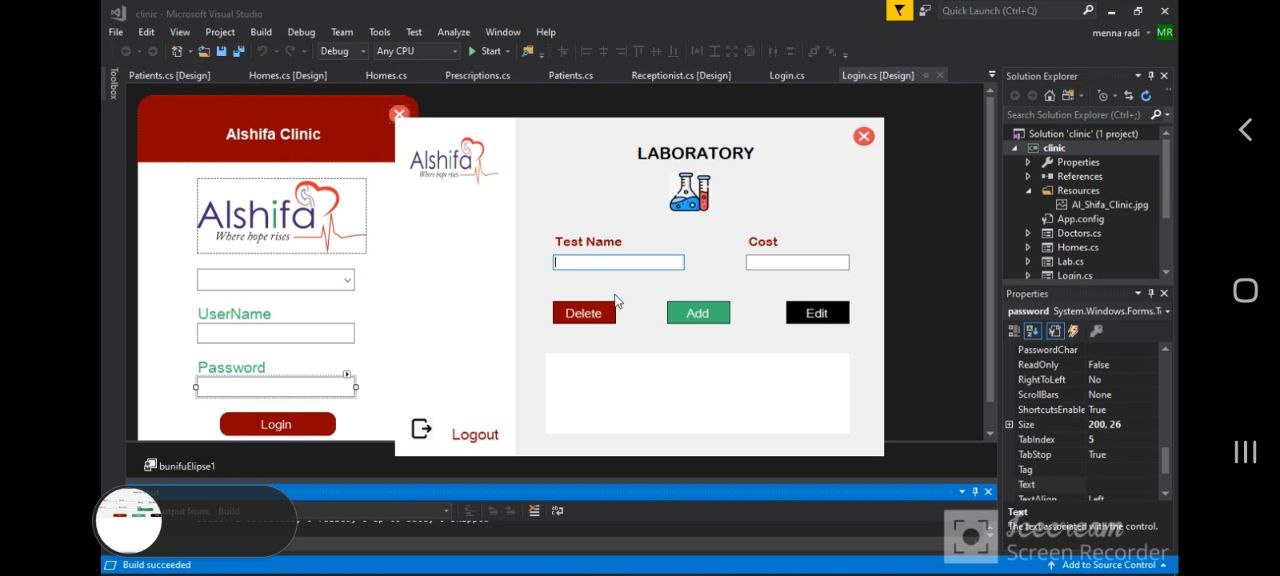 clinic - Microsoft Visual Studio
Quick Launch (Ctrl+Q)
File Edit View Project Build Debug Team Tools Test Analyze Window Help
menna radi MR
Debug Any CPU Start
Toolbox
Patients.cs [Design] Homes.cs [Design] Homes.cs Prescriptions.cs Patients.cs Receptionist.cs [Design] Login.cs Login.cs [Design]
Alshifa Clinic
Alshifa
Where hope rises
UserName
Password
Login
bunifuElipse1
Alshifa
Where hope rises
LABORATORY
Test Name Cost
Delete Add Edit
Logout
Solution Explorer
Search Solution Explorer (Ctrl+;)
Solution 'clinic' (1 project)
clinic
Properties
References
Resources
Al_Shifa_Clinic.jpg
App.config
Doctors.cs
Homes.cs
Lab.cs
Login.cs
Properties
password System.Windows.Forms.T
PasswordChar
ReadOnly False
RightToLeft No
ScrollBars None
ShortcutsEnable True
Size 200, 26
TabIndex 5
TabStop True
Tag
Text
TextAlign Left
Text
The text associated with the control.
output from: Build
Icecream
Screen Recorder
Build succeeded
Add to Source Control